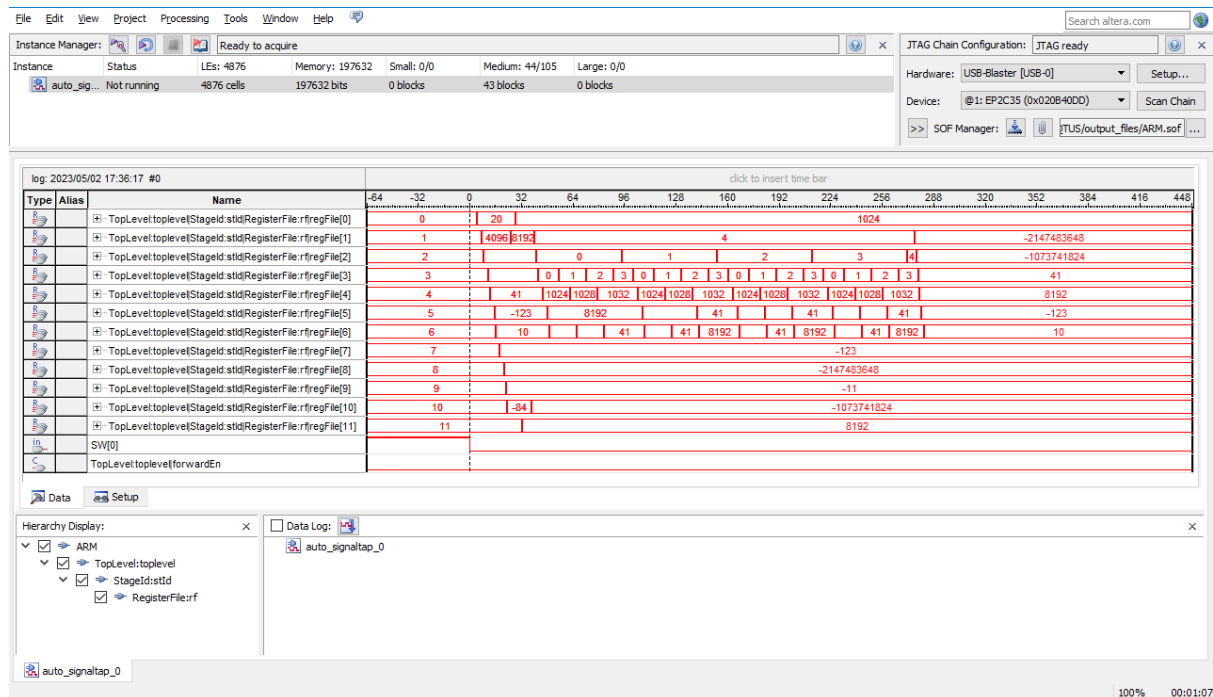 File Edit View Project Processing Tools Window Help Search altera.com
Instance Manager: Ready to acquire
Instance Status LEs: 4876 Memory: 197632 Small: 0/0 Medium: 44/105 Large: 0/0
auto_sig... Not running 4876 cells 197632 bits 0 blocks 43 blocks 0 blocks
JTAG Chain Configuration: JTAG ready
Hardware: USB-Blaster [USB-0] Setup...
Device: @1: EP2C35 (0x020B40DD) Scan Chain
>> SOF Manager: ITUS/output_files/ARM.sof ...
log: 2023/05/02 17:36:17 #0 click to insert time bar
Type Alias Name -64 -32 0 32 64 96 128 160 192 224 256 288 320 352 384 416 448
TopLevel:toplevel|StageId:stId|RegisterFile:rf|regFile[0] 0 20 1024
TopLevel:toplevel|StageId:stId|RegisterFile:rf|regFile[1] 1 4096 8192 4 -2147483648
TopLevel:toplevel|StageId:stId|RegisterFile:rf|regFile[2] 2 0 1 2 3 4 -1073741824
TopLevel:toplevel|StageId:stId|RegisterFile:rf|regFile[3] 3 0 1 2 3 0 1 2 3 0 1 2 3 0 1 2 3 41
TopLevel:toplevel|StageId:stId|RegisterFile:rf|regFile[4] 4 41 1024 1028 1032 1024 1028 1032 1024 1028 1032 1024 1028 1032 8192
TopLevel:toplevel|StageId:stId|RegisterFile:rf|regFile[5] 5 -123 8192 41 41 41 -123
TopLevel:toplevel|StageId:stId|RegisterFile:rf|regFile[6] 6 10 41 41 8192 41 8192 41 8192 10
TopLevel:toplevel|StageId:stId|RegisterFile:rf|regFile[7] 7 -123
TopLevel:toplevel|StageId:stId|RegisterFile:rf|regFile[8] 8 -2147483648
TopLevel:toplevel|StageId:stId|RegisterFile:rf|regFile[9] 9 -11
TopLevel:toplevel|StageId:stId|RegisterFile:rf|regFile[10] 10 -84 -1073741824
TopLevel:toplevel|StageId:stId|RegisterFile:rf|regFile[11] 11 8192
SW[0]
TopLevel:toplevel|forwardEn
Data Setup
Hierarchy Display:
ARM
TopLevel:toplevel
StageId:stId
RegisterFile:rf
Data Log:
auto_signaltap_0
auto_signaltap_0
100% 00:01:07